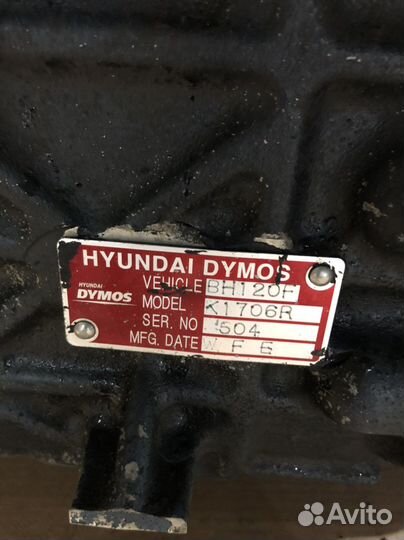 HYUNDAI DYMOS
VEHICLE BH120F
HYUNDAI
DYMOS
MODEL K1706R
SER. NO 504
MFG. DATE W F E
Avito